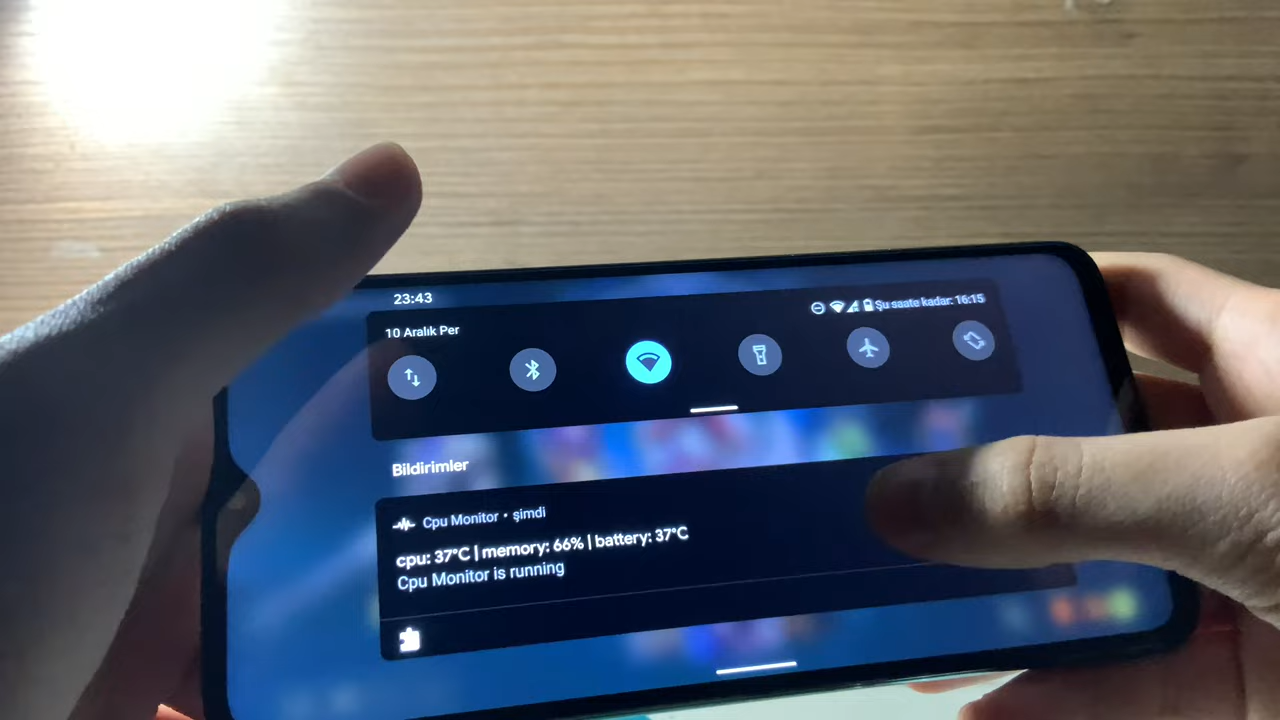 23:43
Şu saate kadar: 16:15
10 Aralık Per
Bildirimler
Cpu Monitor • şimdi
cpu: 37°C | memory: 66% | battery: 37°C
Cpu Monitor is running